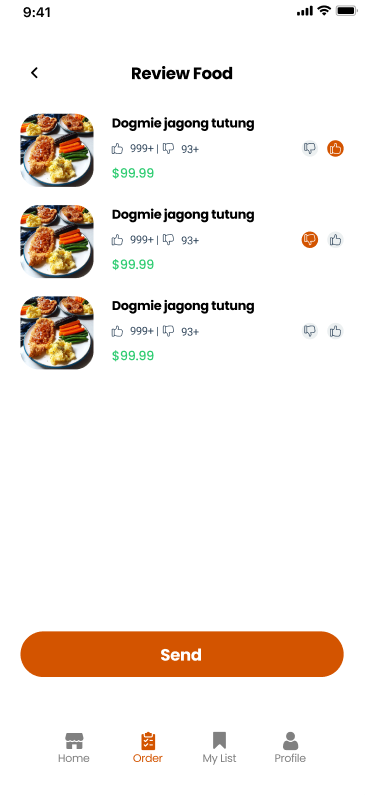 9:41
Review Food
Dogmie jagong tutung
999+ | 93+
$99.99
Dogmie jagong tutung
999+ | 93+
$99.99
Dogmie jagong tutung
999+ | 93+
$99.99
Send
Home Order My List Profile